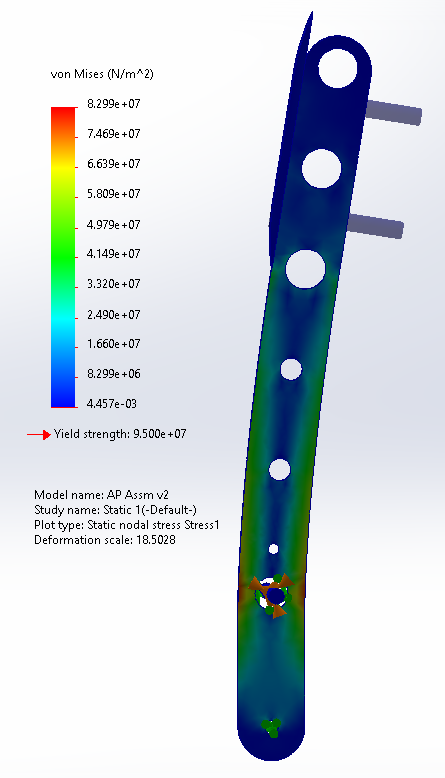 von Mises (N/m^2)
8.299e+07
7.469e+07
6.639e+07
5.809e+07
4.979e+07
4.149e+07
3.320e+07
2.490e+07
1.660e+07
8.299e+06
4.457e-03
Yield strength: 9.500e+07
Model name: AP Assm v2
Study name: Static 1(-Default-)
Plot type: Static nodal stress Stress1
Deformation scale: 18.5028